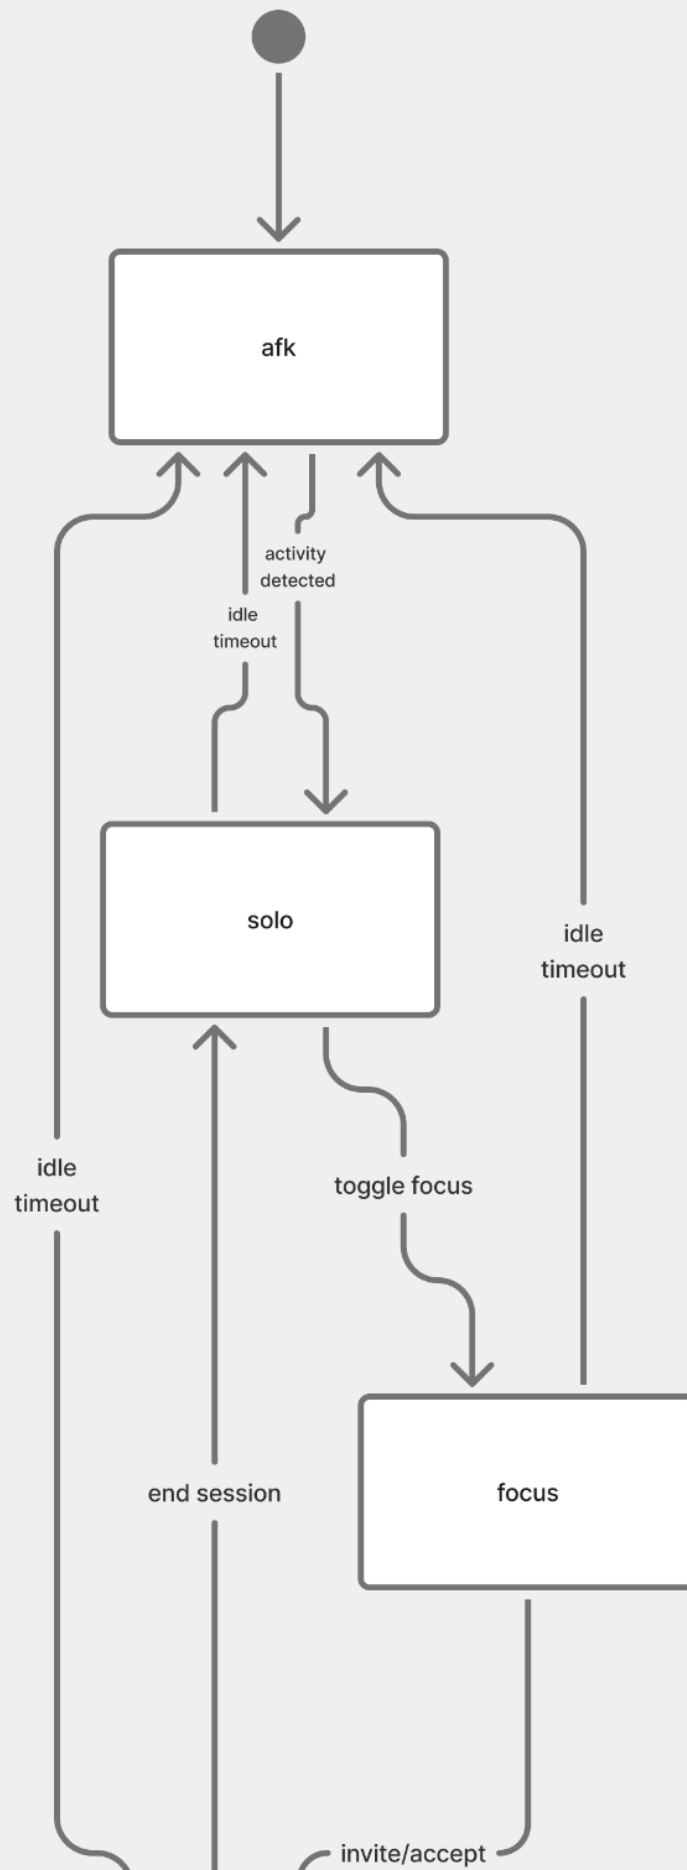 afk
activity
detected
idle
timeout
solo
idle
timeout
idle
timeout
toggle focus
end session
focus
invite/accept